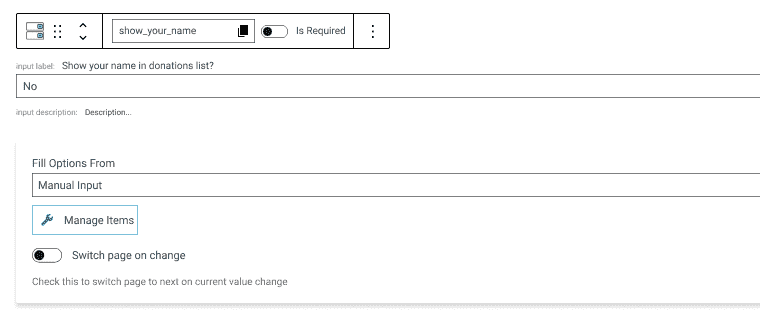 show_your_name Is Required
input label: Show your name in donations list?
No
input description: Description...
Fill Options From
Manual Input
Manage Items
Switch page on change
Check this to switch page to next on current value change